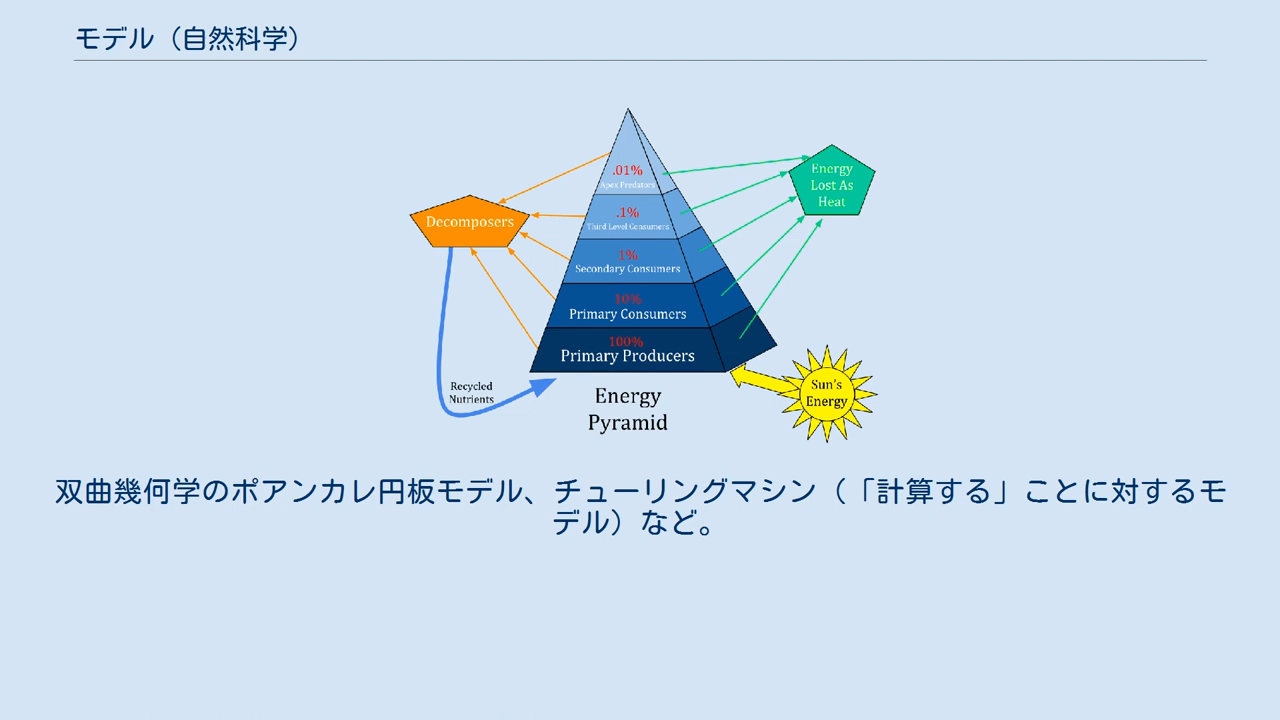 モデル（自然科学）
.01%
Apex Predators
.1%
Third Level Consumers
1%
Secondary Consumers
10%
Primary Consumers
100%
Primary Producers
Decomposers
Energy
Lost As
Heat
Recycled
Nutrients
Sun's
Energy
Energy
Pyramid
双曲幾何学のポアンカレ円板モデル、チューリングマシン（「計算する」ことに対するモ
デル）など。